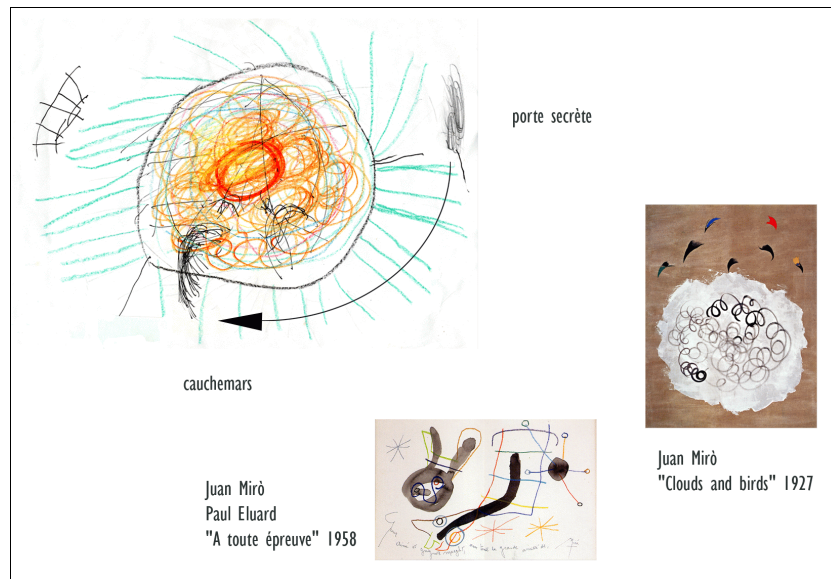 porte secrète
cauchemars
Juan Mirò
"Clouds and birds" 1927
Juan Mirò
Paul Eluard
"A toute épreuve" 1958